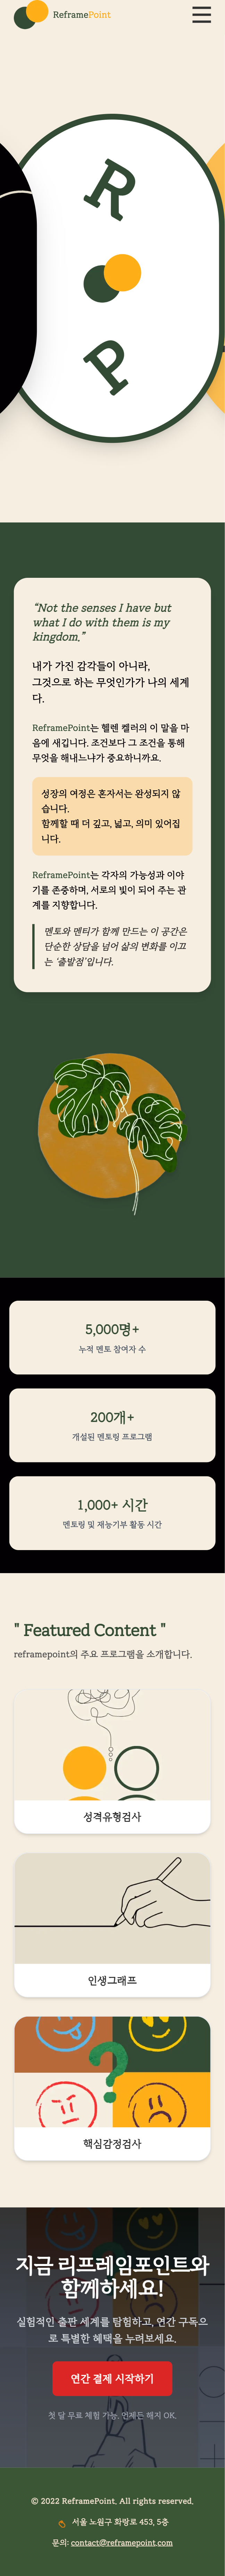 ReframePoint
R
P
“Not the senses I have but
what I do with them is my
kingdom.”
내가 가진 감각들이 아니라,
그것으로 하는 무엇인가가 나의 세계
다.
ReframePoint는 헬렌 켈러의 이 말을 마
음에 새깁니다. 조건보다 그 조건을 통해
무엇을 해내느냐가 중요하니까요.
성장의 여정은 혼자서는 완성되지 않
습니다.
함께할 때 더 깊고, 넓고, 의미 있어집
니다.
ReframePoint는 각자의 가능성과 이야
기를 존중하며, 서로의 빛이 되어 주는 관
계를 지향합니다.
멘토와 멘티가 함께 만드는 이 공간은
단순한 상담을 넘어 삶의 변화를 이끄
는 ‘출발점’입니다.
5,000명+
누적 멘토 참여자 수
200개+
개설된 멘토링 프로그램
1,000+ 시간
멘토링 및 재능기부 활동 시간
" Featured Content "
reframepoint의 주요 프로그램을 소개합니다.
성격유형검사
인생그래프
핵심감정검사
지금 리프레임포인트와
함께하세요!
실험적인 출판 세계를 탐험하고, 연간 구독으
로 특별한 혜택을 누려보세요.
연간 결제 시작하기
첫 달 무료 체험 가능. 언제든 해지 OK.
© 2022 ReframePoint. All rights reserved.
서울 노원구 화랑로 453, 5층
문의: contact@reframepoint.com